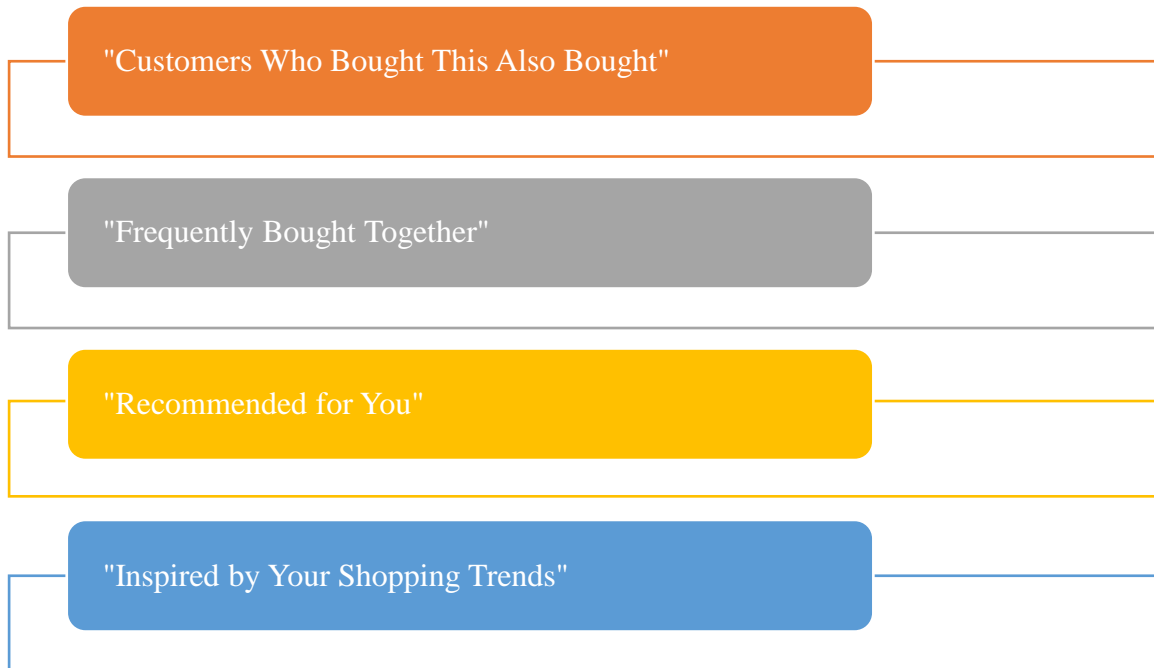 "Customers Who Bought This Also Bought"
"Frequently Bought Together"
"Recommended for You"
"Inspired by Your Shopping Trends"